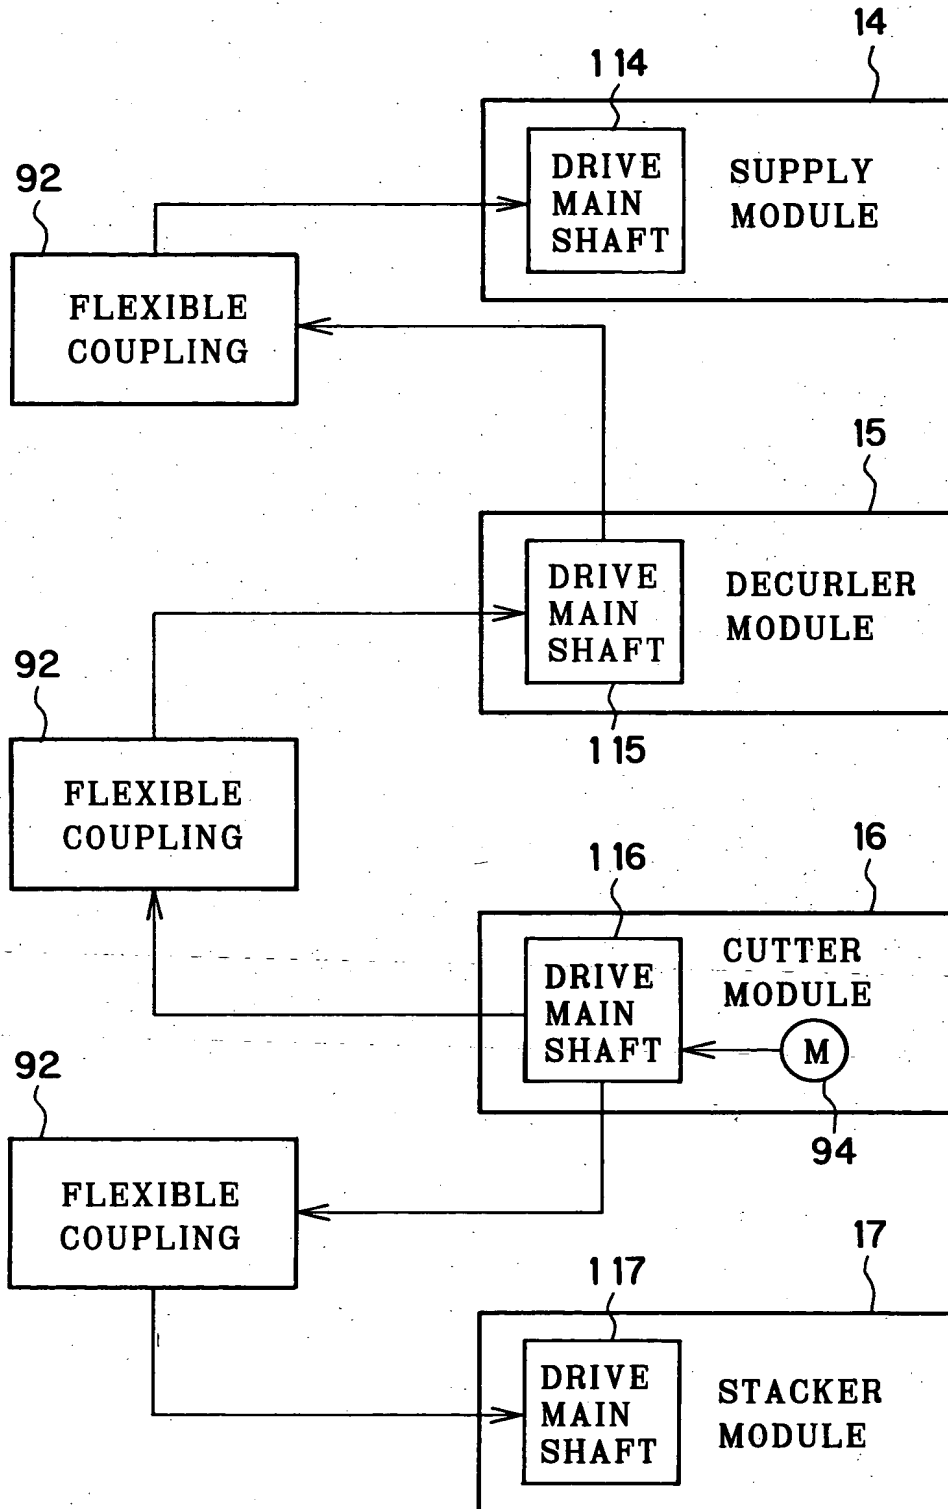 14
114
DRIVE
MAIN
SHAFT
SUPPLY
MODULE
92
FLEXIBLE
COUPLING
15
DRIVE
MAIN
SHAFT
DECURLER
MODULE
115
92
FLEXIBLE
COUPLING
16
116
DRIVE
MAIN
SHAFT
CUTTER
MODULE
M
94
92
FLEXIBLE
COUPLING
17
117
DRIVE
MAIN
SHAFT
STACKER
MODULE